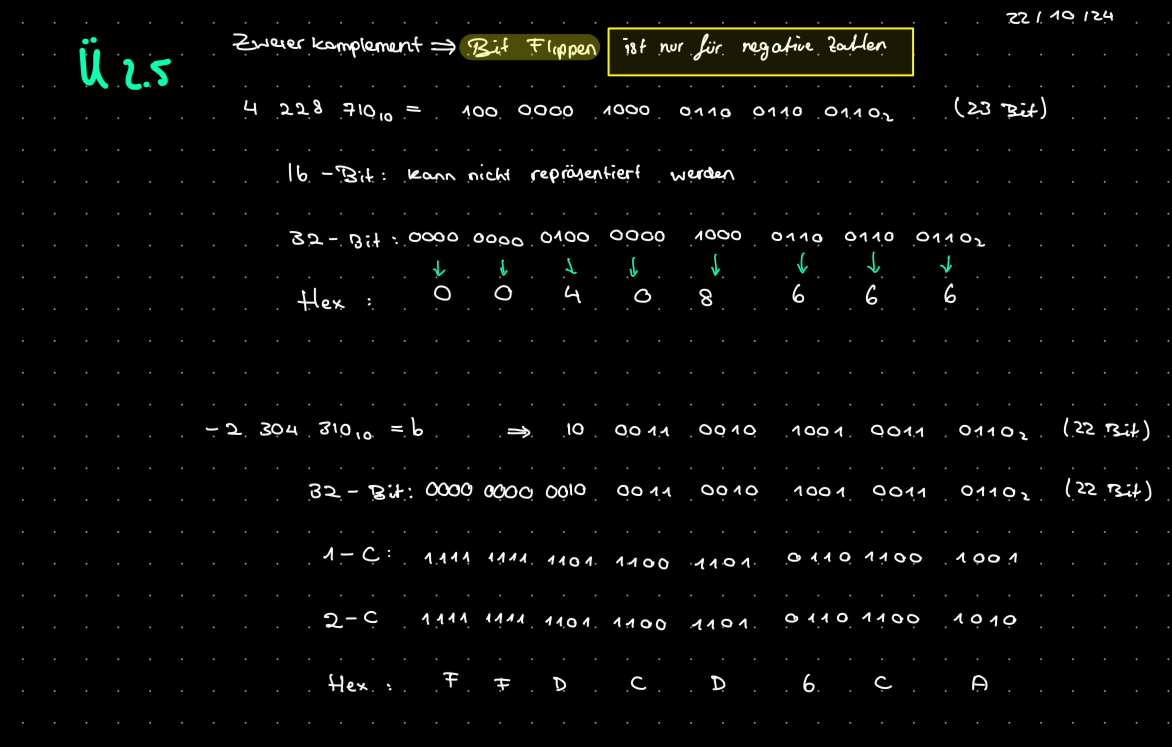 22/10/24
Ü 2.5
Zweier komplement ⇒ Bit Flippen ist nur für negative Zahlen
4 228 710₁₀ = 100 0000 1000 0110 0110 0110₂ (23 Bit)
16-Bit: kann nicht repräsentiert werden
32-Bit: 0000 0000 0100 0000 1000 0110 0110 0110₂
↓ ↓ ↓ ↓ ↓ ↓ ↓ ↓
Hex: 0 0 4 0 8 6 6 6
-2 304 310₁₀ = b ⇒ 10 0011 0010 1001 0011 0110₂ (22 Bit)
32-Bit: 0000 0000 0010 0011 0010 1001 0011 0110₂ (22 Bit)
1-C: 1111 1111 1101 1100 1101 0110 1100 1001
2-C 1111 1111 1101 1100 1101 0110 1100 1010
Hex: F F D C D 6 C A